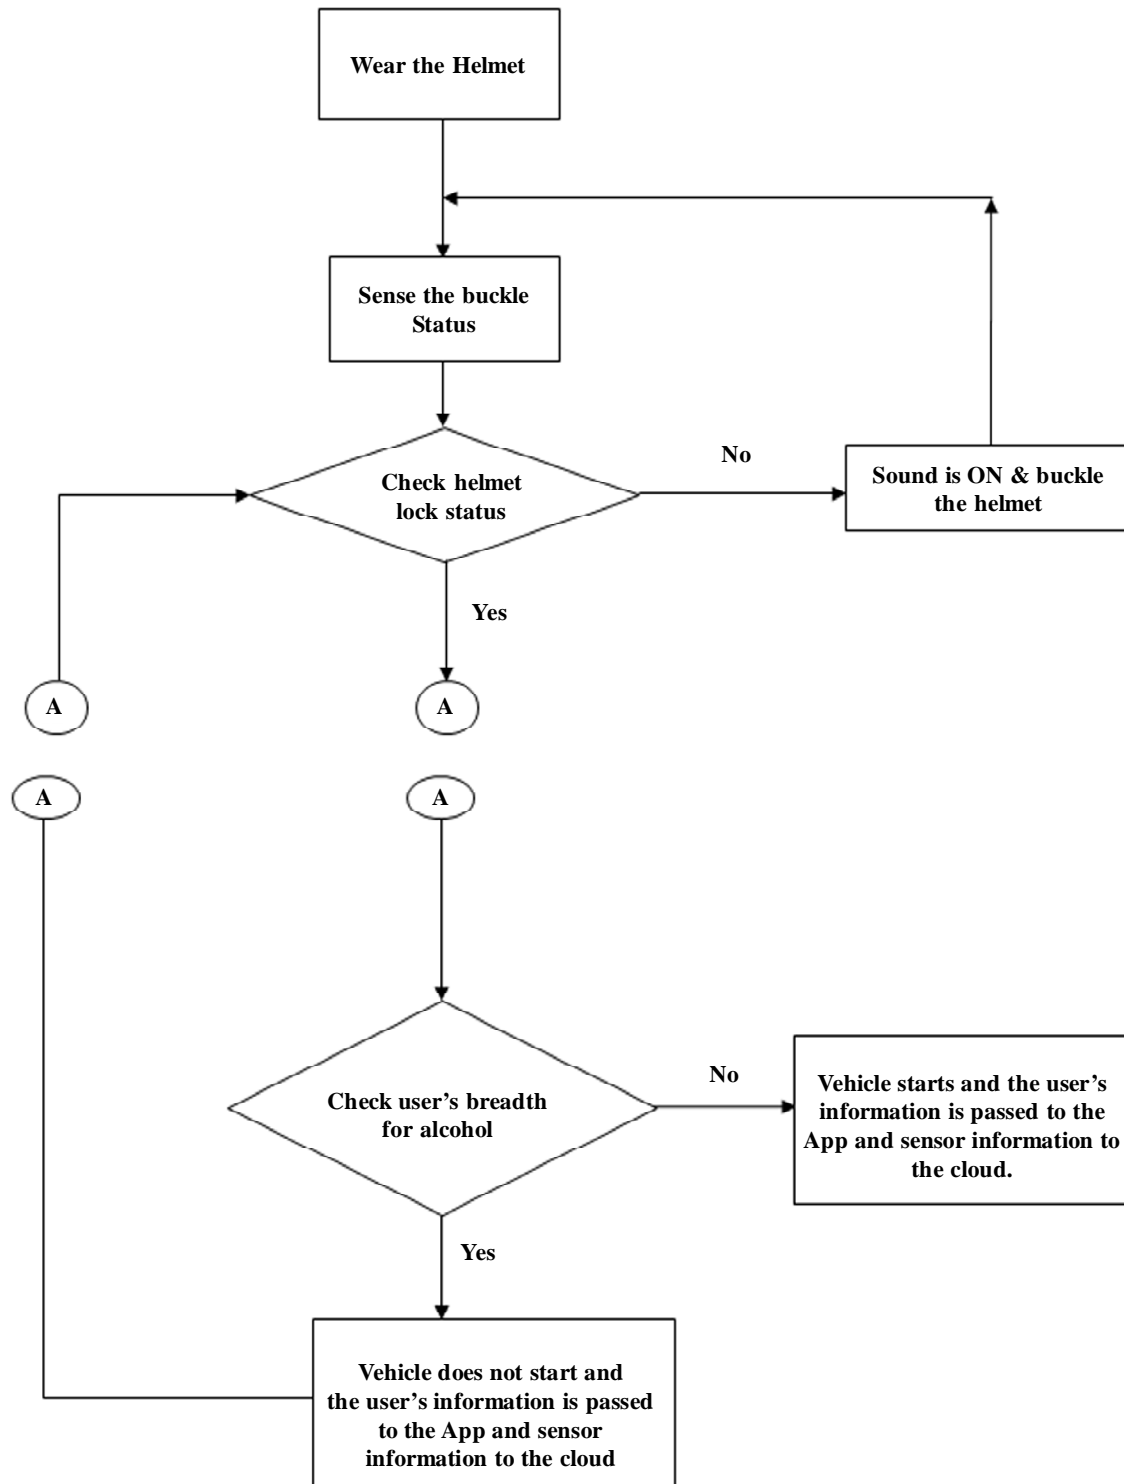 Wear the Helmet
Sense the buckle
Status
Check helmet
lock status
No
Sound is ON & buckle
the helmet
Yes
A
A
A
A
Check user’s breadth
for alcohol
No
Vehicle starts and the user’s
information is passed to the
App and sensor information to
the cloud.
Yes
Vehicle does not start and
the user’s information is passed
to the App and sensor
information to the cloud